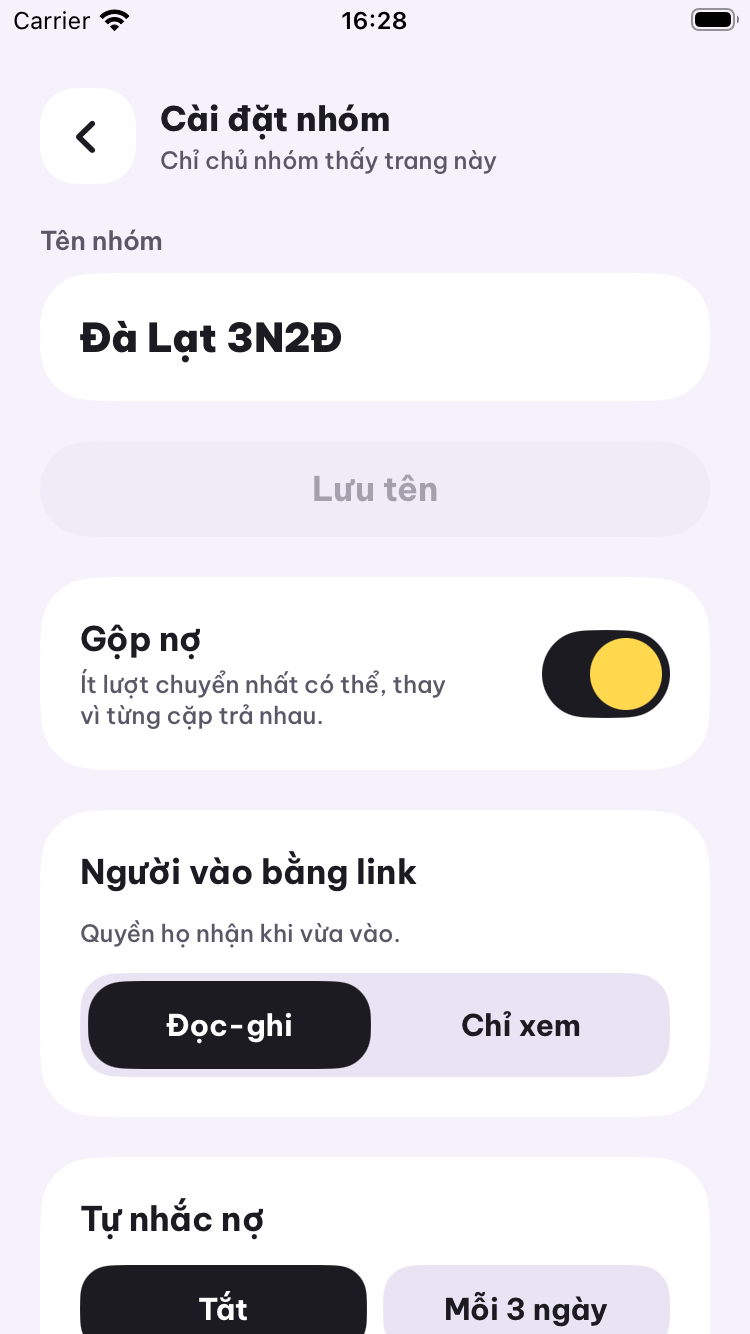 Carrier
16:28
Cài đặt nhóm
Chỉ chủ nhóm thấy trang này
Tên nhóm
Đà Lạt 3N2Đ
Lưu tên
Gộp nợ
Ít lượt chuyển nhất có thể, thay
vì từng cặp trả nhau.
Người vào bằng link
Quyền họ nhận khi vừa vào.
Đọc-ghi
Chỉ xem
Tự nhắc nợ
Tắt
Mỗi 3 ngày